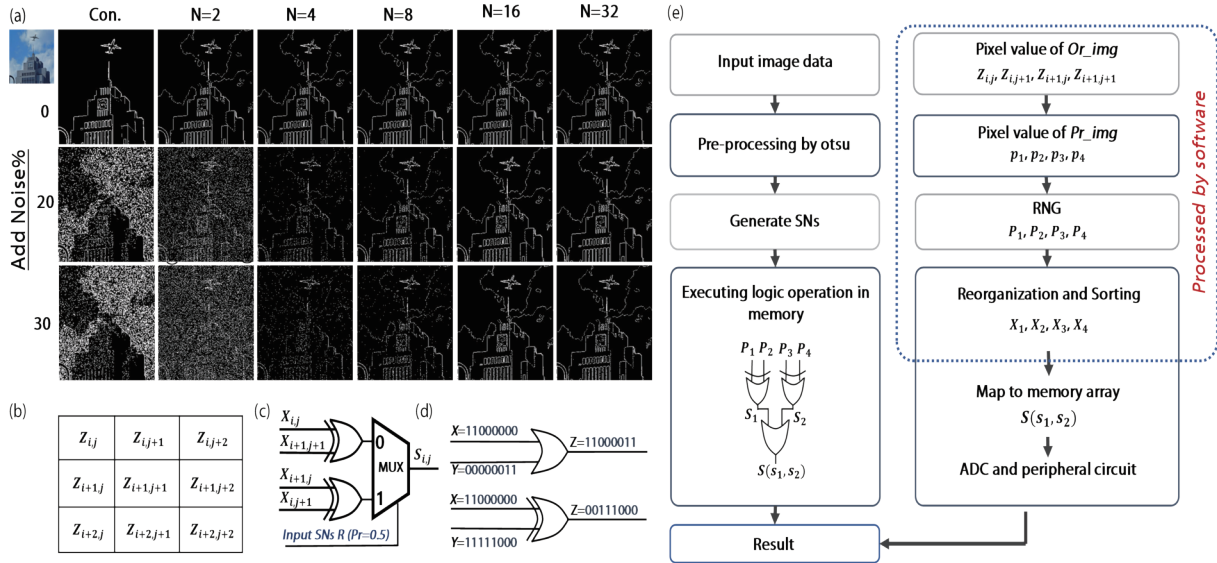 (a)
Con. N=2 N=4 N=8 N=16 N=32
Add Noise%
0
20
30
(b)
Z_{i,j} Z_{i,j+1} Z_{i,j+2}
Z_{i+1,j} Z_{i+1,j+1} Z_{i+1,j+2}
Z_{i+2,j} Z_{i+2,j+1} Z_{i+2,j+2}
(c)
X_{i,j}
X_{i+1,j+1}
X_{i+1,j}
X_{i,j+1}
0
MUX
1
S_{i,j}
Input SNs R (Pr=0.5)
(d)
X=11000000
Y=00000011
Z=11000011
X=11000000
Y=11111000
Z=00111000
(e)
Input image data
Pre-processing by otsu
Generate SNs
Executing logic operation in
memory
P_1 P_2 P_3 P_4
S_1 S_2
S(s_1, s_2)
Result
Pixel value of Or_img
Z_{i,j}, Z_{i,j+1}, Z_{i+1,j}, Z_{i+1,j+1}
Pixel value of Pr_img
p_1, p_2, p_3, p_4
RNG
P_1, P_2, P_3, P_4
Reorganization and Sorting
X_1, X_2, X_3, X_4
Map to memory array
S(s_1, s_2)
ADC and peripheral circuit
Processed by software